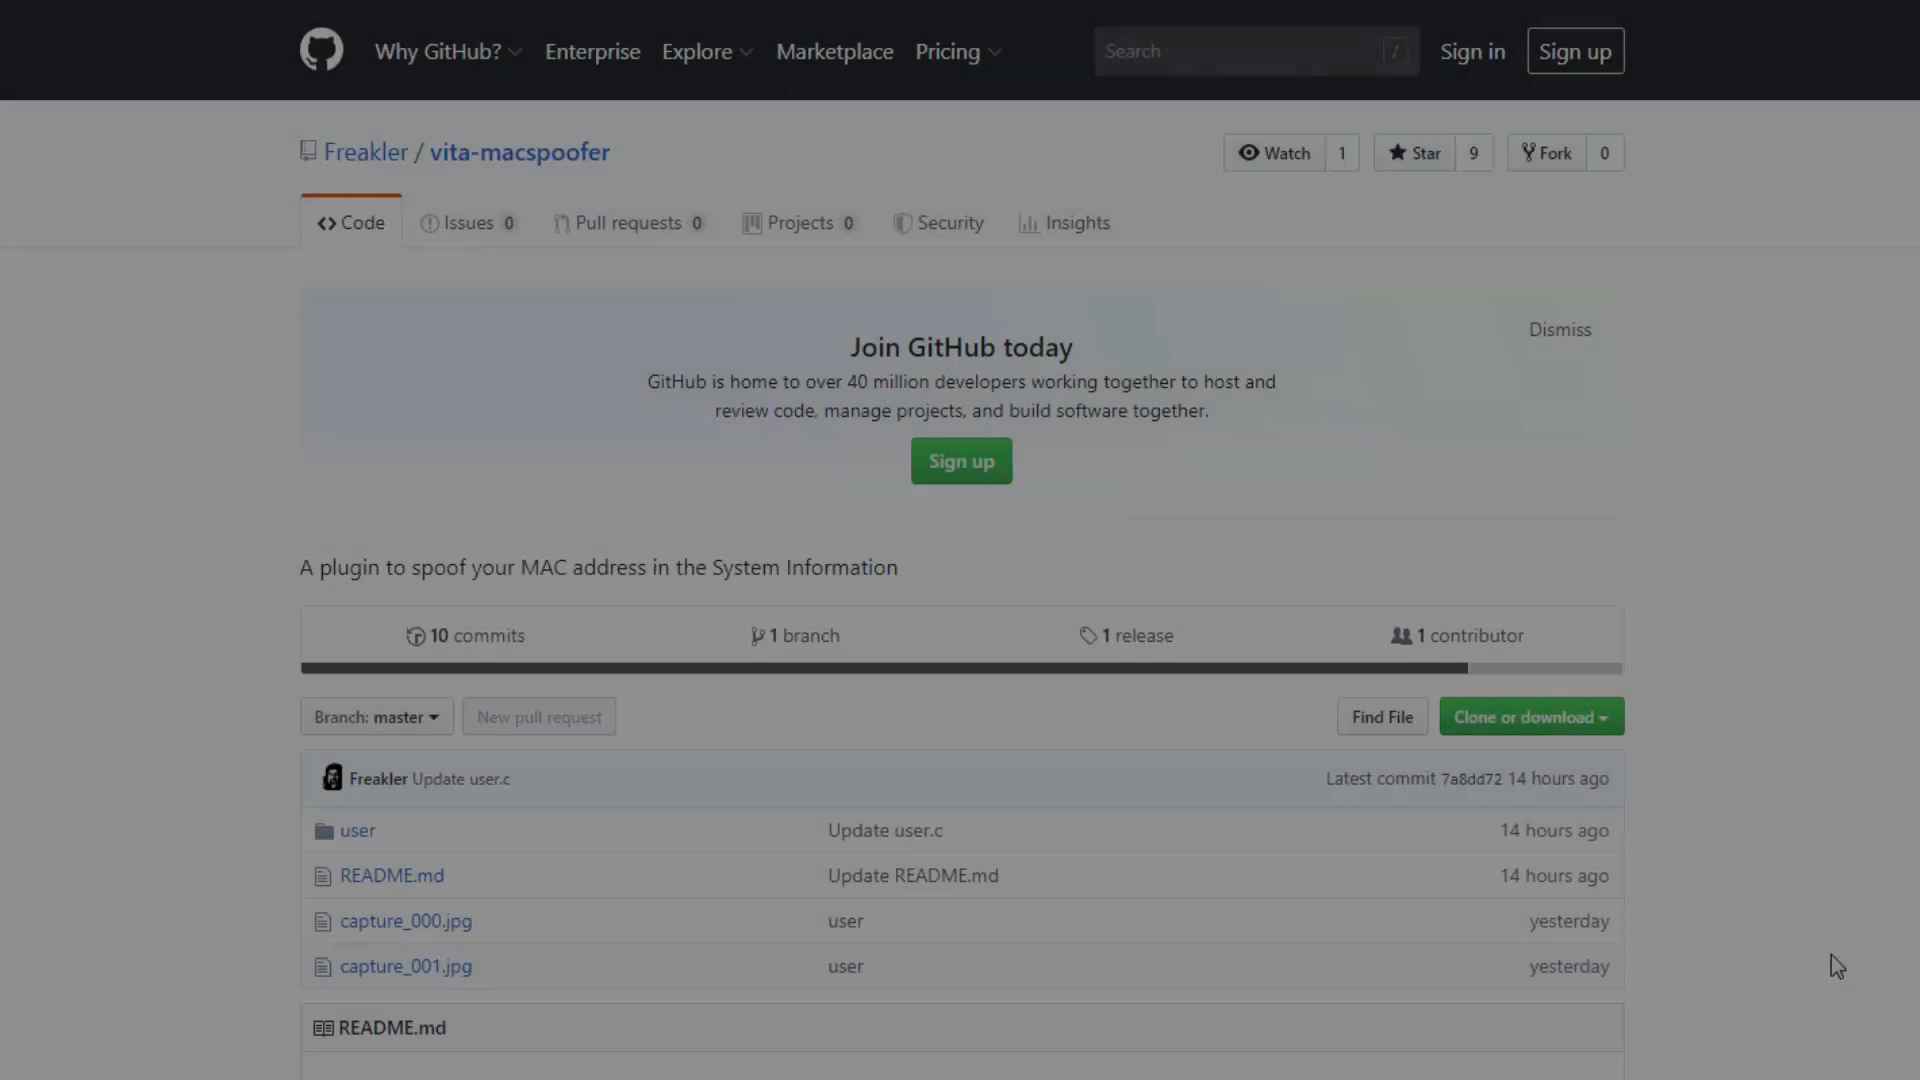 Why GitHub? Enterprise Explore Marketplace Pricing Search / Sign in Sign up
Freakler / vita-macspoofer Watch 1 Star 9 Fork 0
Code Issues 0 Pull requests 0 Projects 0 Security Insights
Dismiss
Join GitHub today
GitHub is home to over 40 million developers working together to host and
review code, manage projects, and build software together.
Sign up
A plugin to spoof your MAC address in the System Information
10 commits 1 branch 1 release 1 contributor
Branch: master New pull request Find File Clone or download
Freakler Update user.c Latest commit 7a8dd72 14 hours ago
user Update user.c 14 hours ago
README.md Update README.md 14 hours ago
capture_000.jpg user yesterday
capture_001.jpg user yesterday
README.md